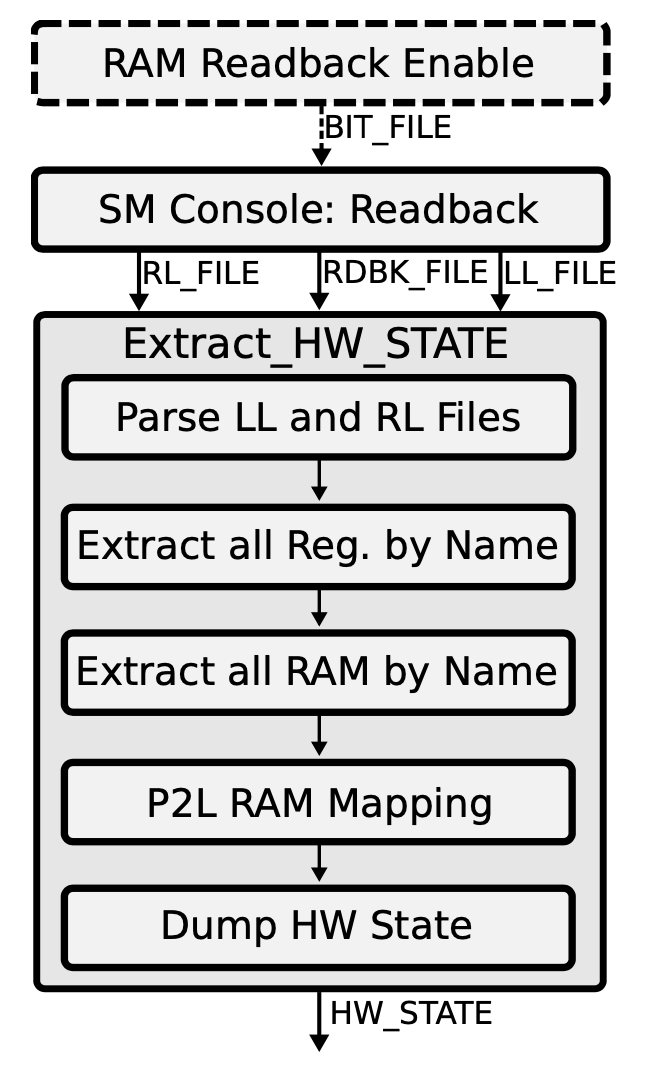 RAM Readback Enable
BIT_FILE
SM Console: Readback
RL_FILE
RDBK_FILE
LL_FILE
Extract_HW_STATE
Parse LL and RL Files
Extract all Reg. by Name
Extract all RAM by Name
P2L RAM Mapping
Dump HW State
HW_STATE